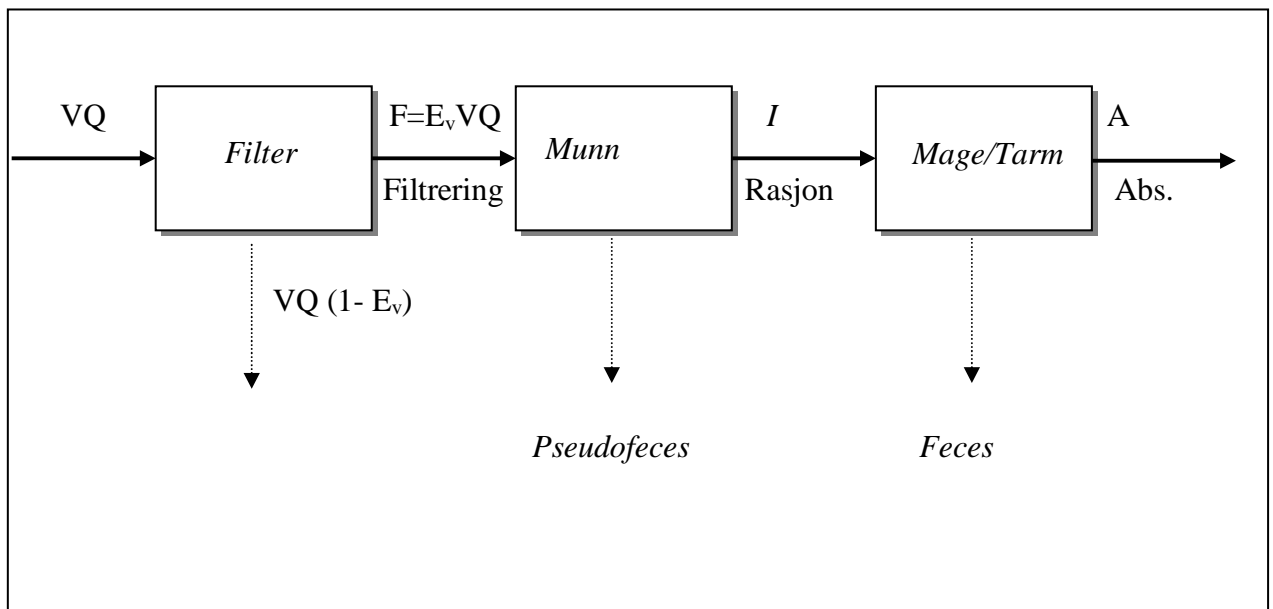 VQ
Filter
F=EᵥVQ
Filtrering
Munn
I
Rasjon
Mage/Tarm
A
Abs.
VQ (1- Eᵥ)
Pseudofeces
Feces